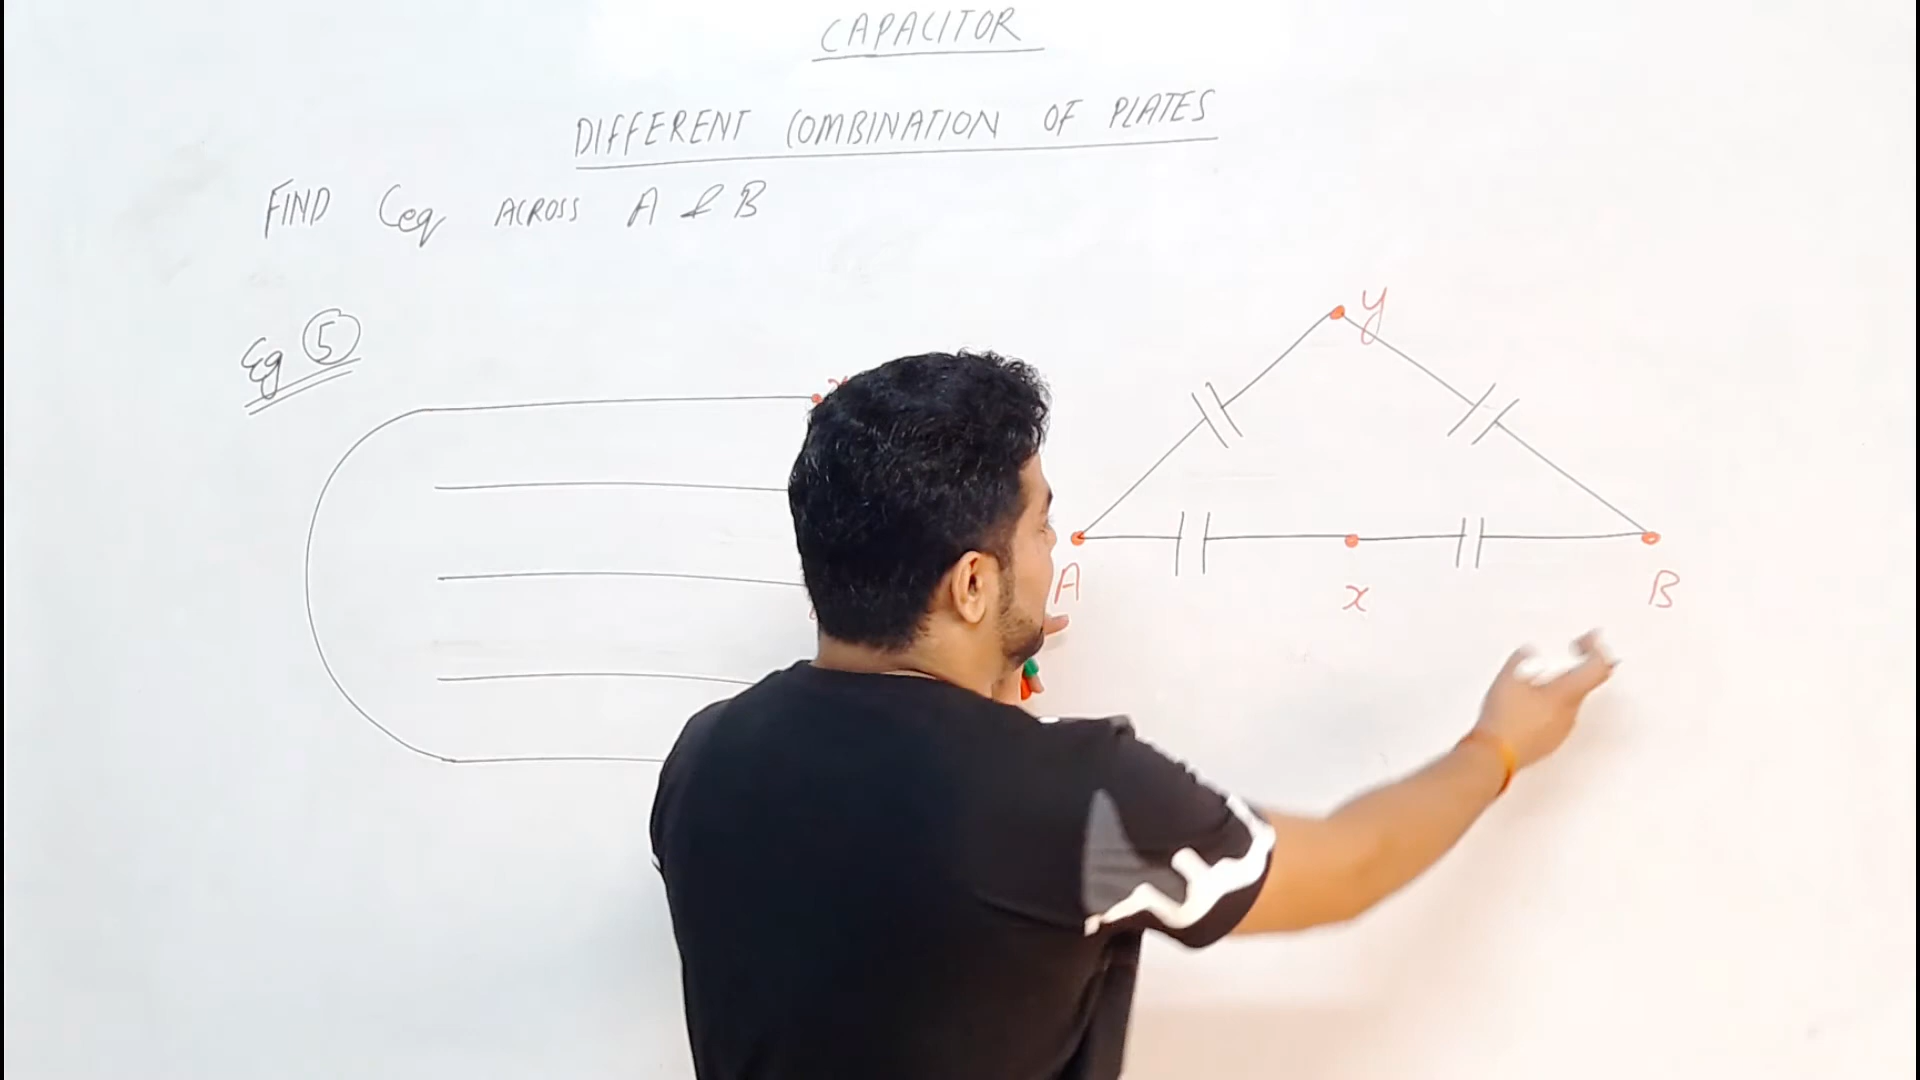 CAPACITOR
DIFFERENT COMBINATION OF PLATES
FIND Ceq ACROSS A & B
Eg 5
y
x
A
x
B